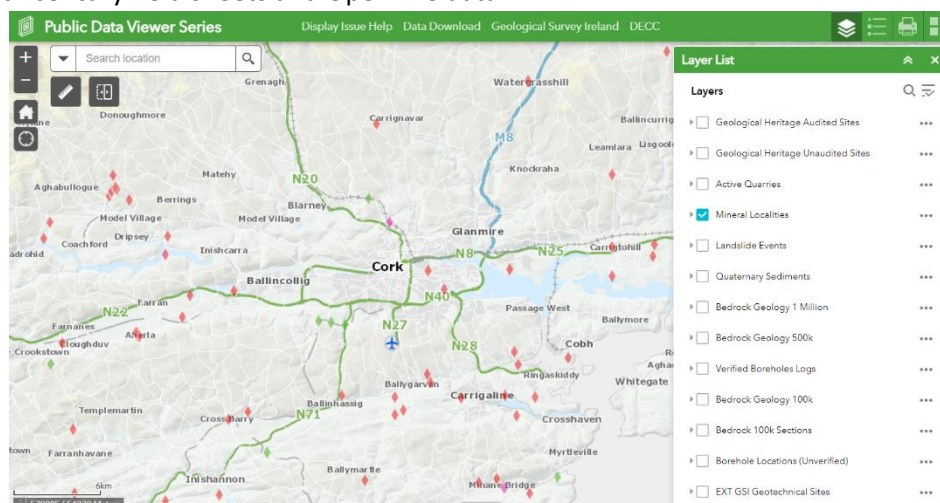 Public Data Viewer Series
Display Issue Help Data Download Geological Survey Ireland DECC
Search location
Layer List
Layers
Geological Heritage Audited Sites
Geological Heritage Unaudited Sites
Active Quarries
Mineral Localities
Landslide Events
Quaternary Sediments
Bedrock Geology 1 Million
Bedrock Geology 500k
Verified Boreholes Logs
Bedrock Geology 100k
Bedrock 100k Sections
Borehole Locations (Unverified)
EXT GSI Geotechnical Sites
Grenagh
Watergrasshill
Donoughmore
Carrignavar
Ballincurrig
M8
Leamlara
Matehy
N20
Knockraha
Aghabullogue
Berrings
Blarney
Model Village
Model Village
Glanmire
Coachford
Dripsey
Inishcarra
N8
N25
Carrigtohill
Cork
Ballincollig
N40
Passage West
Farran
N22
Ballymore
Farnanes
N27
Cloughduv
Aherla
N28
Cobh
Crookstown
Ringaskiddy
Whitegate
Ballygarvan
Carrigaline
Templemartin
Ballinhassig
Crossbarry
N71
Crosshaven
Farranhavane
Myrtleville
Ballymartle
Inishannon
Minane Bridge
6km